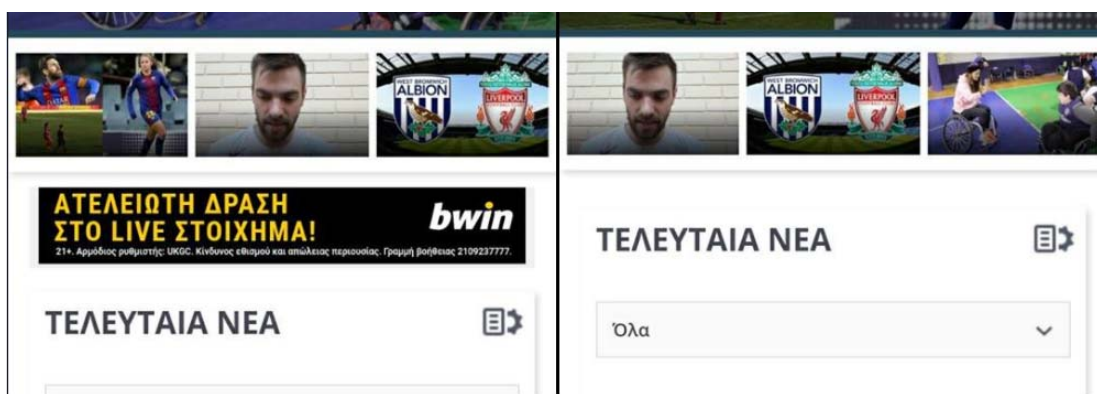 WEST BROMWICH
ALBION
LIVERPOOL
ΑΤΕΛΕΙΩΤΗ ΔΡΑΣΗ
ΣΤΟ LIVE ΣΤΟΙΧΗΜΑ!
bwin
21+. Αρμόδιος ρυθμιστής: UKGC. Κίνδυνος εθισμού και απώλειας περιουσίας. Γραμμή βοήθειας 2109237777.
ΤΕΛΕΥΤΑΙΑ ΝΕΑ
WEST BROMWICH
ALBION
LIVERPOOL
ΤΕΛΕΥΤΑΙΑ ΝΕΑ
Όλα